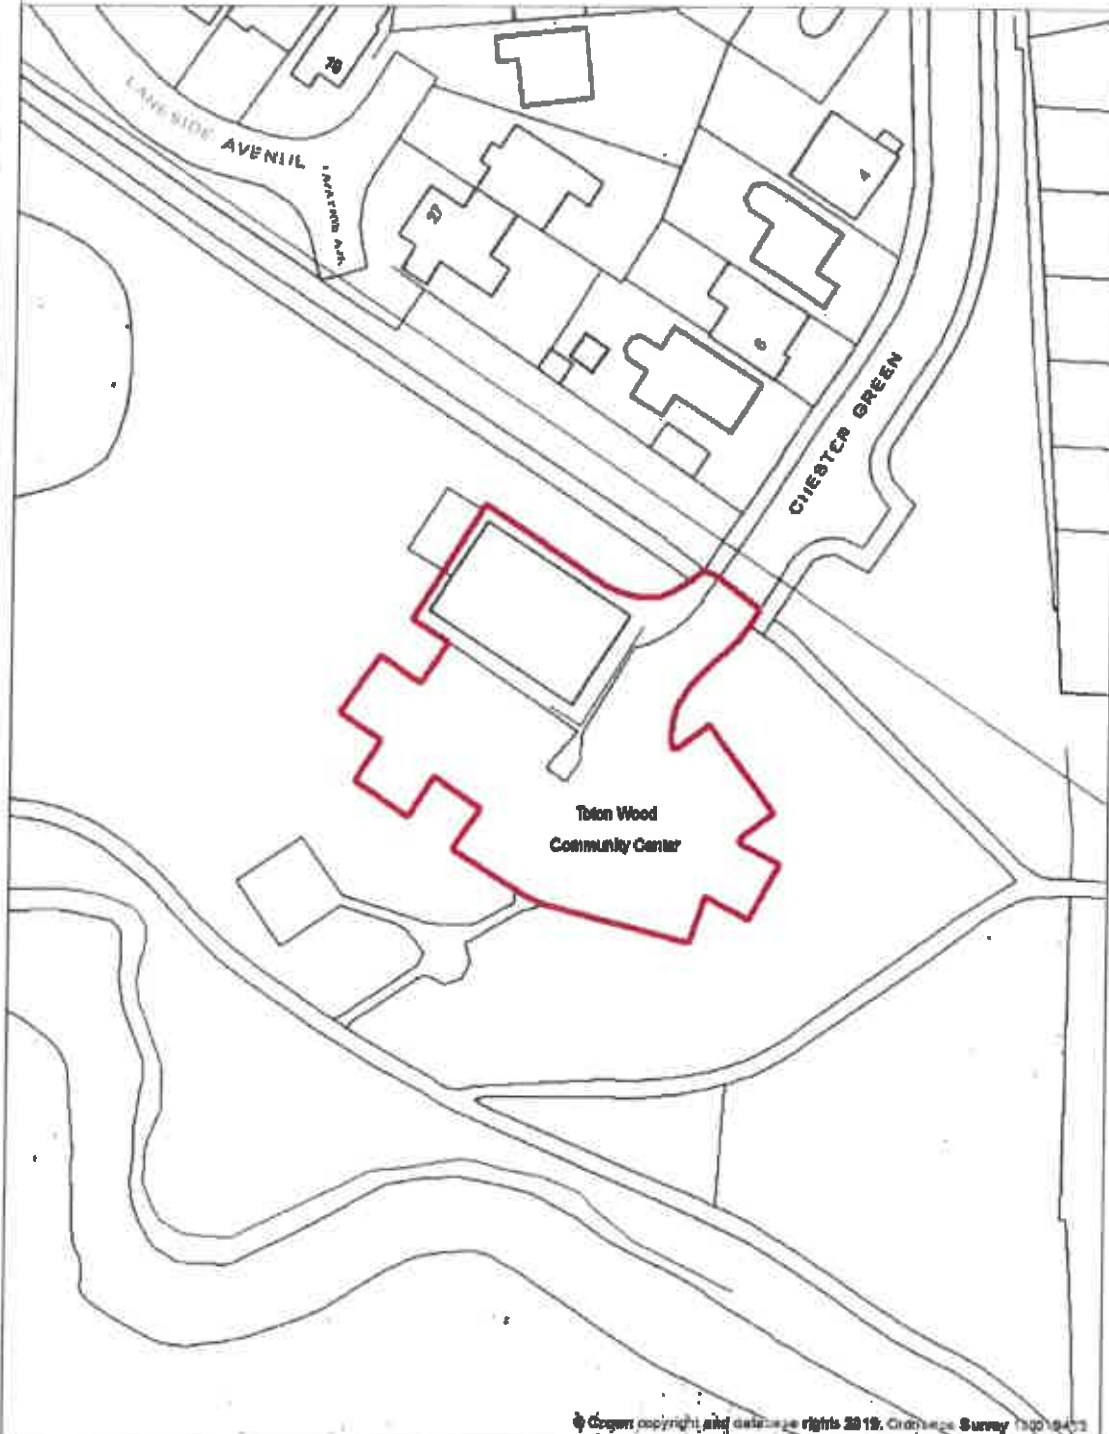 18
LANESIDE AVENUE
27
4
6
CHESTER GREEN
Toton Wood
Community Center
© Crown copyright and database rights 2019. Ordnance Survey